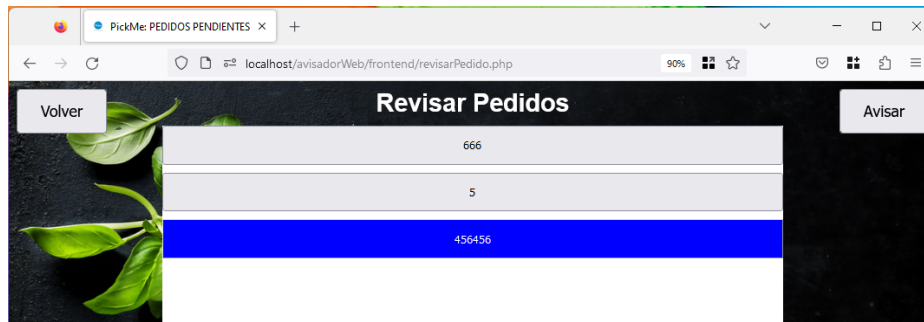 PickMe: PEDIDOS PENDIENTES
localhost/avisadorWeb/frontend/revisarPedido.php
90%
Volver
Revisar Pedidos
Avisar
666
5
456456